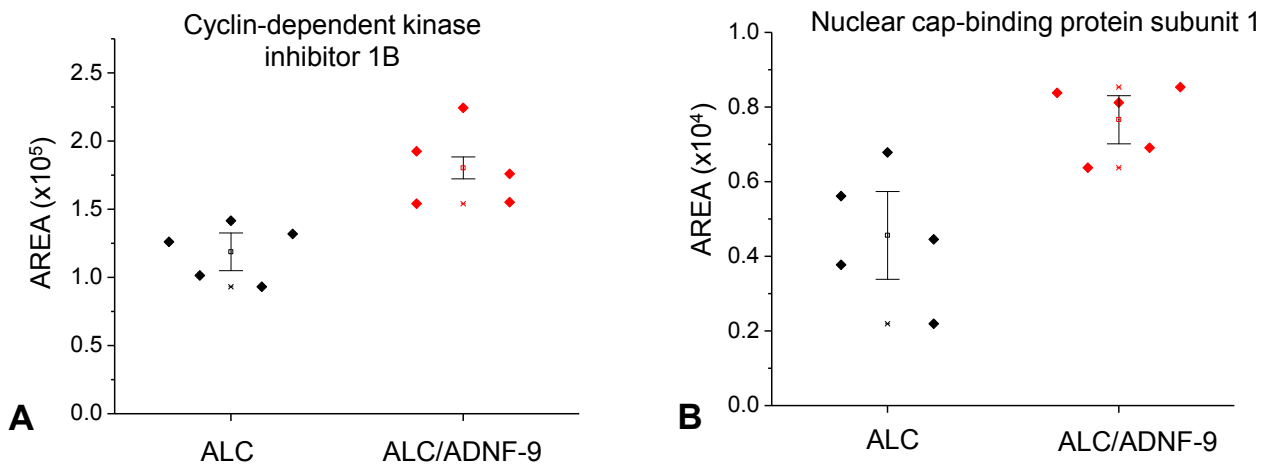 Cyclin-dependent kinase
inhibitor 1B
AREA (x10⁵)
2.5
2.0
1.5
1.0
0.5
0.0
ALC
ALC/ADNF-9
A
Nuclear cap-binding protein subunit 1
AREA (x10⁴)
1.0
0.8
0.6
0.4
0.2
0.0
ALC
ALC/ADNF-9
B